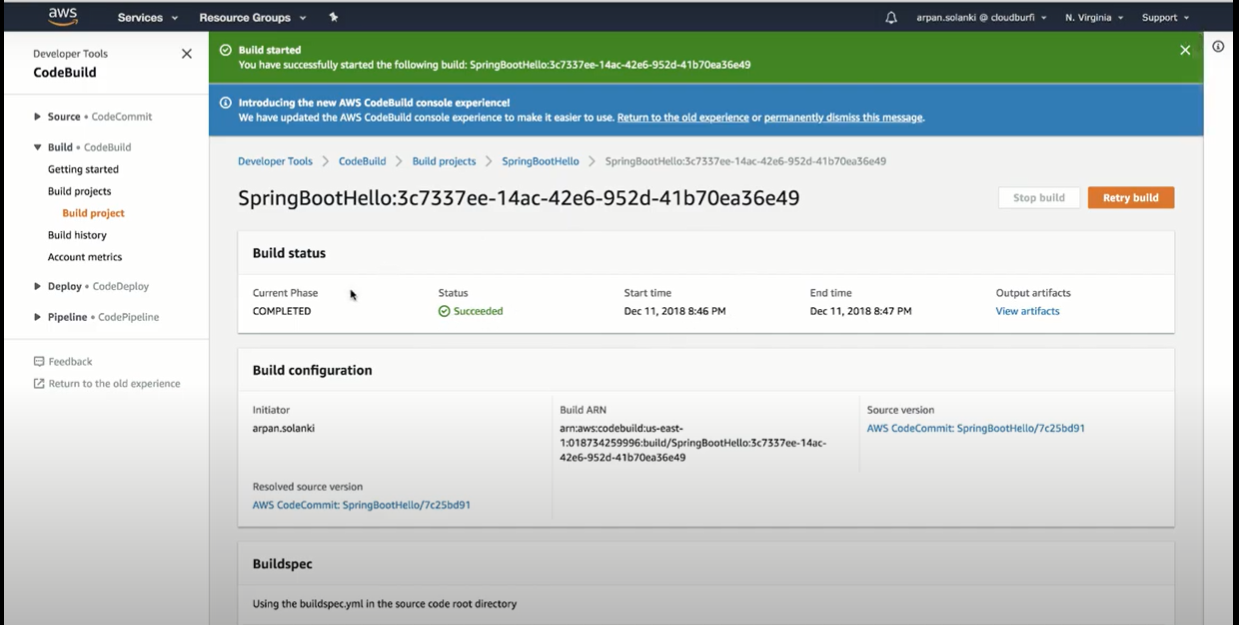 aws
Services
Resource Groups
arpan.solanki @ cloudburfi
N. Virginia
Support
Developer Tools
CodeBuild
Source • CodeCommit
Build • CodeBuild
Getting started
Build projects
Build project
Build history
Account metrics
Deploy • CodeDeploy
Pipeline • CodePipeline
Feedback
Return to the old experience
Build started
You have successfully started the following build: SpringBootHello:3c7337ee-14ac-42e6-952d-41b70ea36e49
Introducing the new AWS CodeBuild console experience!
We have updated the AWS CodeBuild console experience to make it easier to use. Return to the old experience or permanently dismiss this message.
Developer Tools > CodeBuild > Build projects > SpringBootHello > SpringBootHello:3c7337ee-14ac-42e6-952d-41b70ea36e49
SpringBootHello:3c7337ee-14ac-42e6-952d-41b70ea36e49
Stop build
Retry build
Build status
Current Phase
COMPLETED
Status
Succeeded
Start time
Dec 11, 2018 8:46 PM
End time
Dec 11, 2018 8:47 PM
Output artifacts
View artifacts
Build configuration
Initiator
arpan.solanki
Build ARN
arn:aws:codebuild:us-east-
1:018734259996:build/SpringBootHello:3c7337ee-14ac-
42e6-952d-41b70ea36e49
Source version
AWS CodeCommit: SpringBootHello/7c25bd91
Resolved source version
AWS CodeCommit: SpringBootHello/7c25bd91
Buildspec
Using the buildspec.yml in the source code root directory